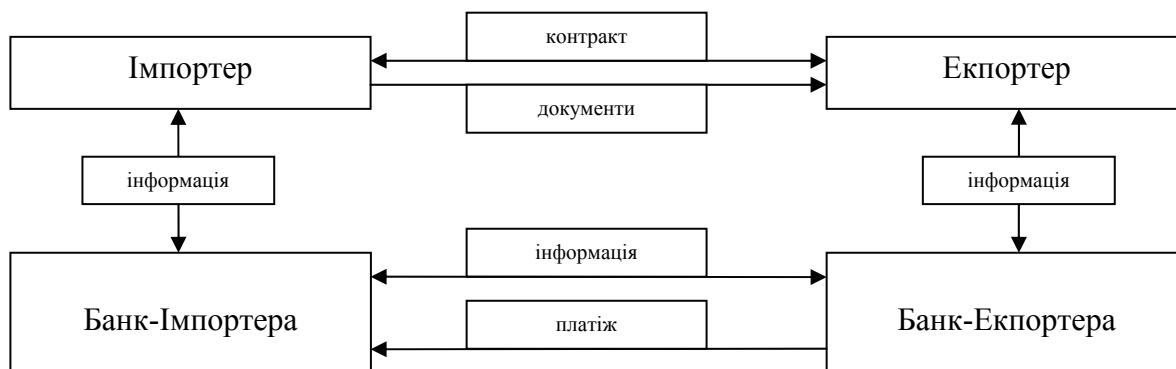 контракт
Імпортер
Екпортер
документи
інформація
інформація
інформація
Банк-Імпортера
платіж
Банк-Екпортера